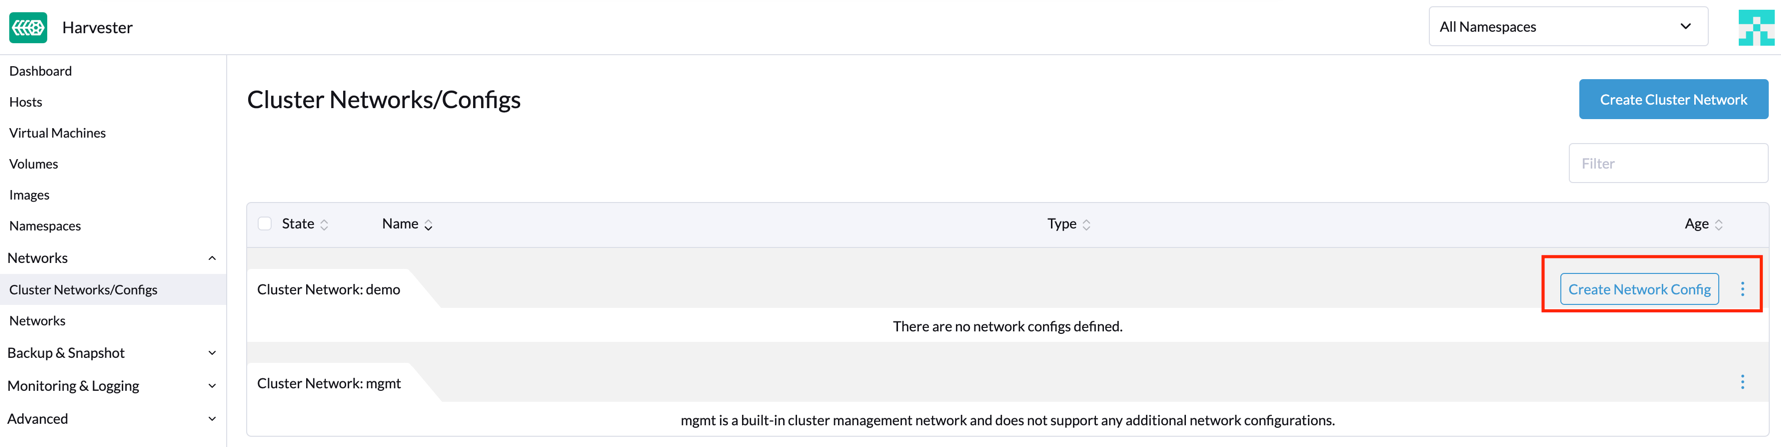 Harvester
All Namespaces
Dashboard
Hosts
Virtual Machines
Volumes
Images
Namespaces
Networks
Cluster Networks/Configs
Networks
Backup & Snapshot
Monitoring & Logging
Advanced
Cluster Networks/Configs
Create Cluster Network
Filter
State Name Type Age
Cluster Network: demo
Create Network Config
There are no network configs defined.
Cluster Network: mgmt
mgmt is a built-in cluster management network and does not support any additional network configurations.